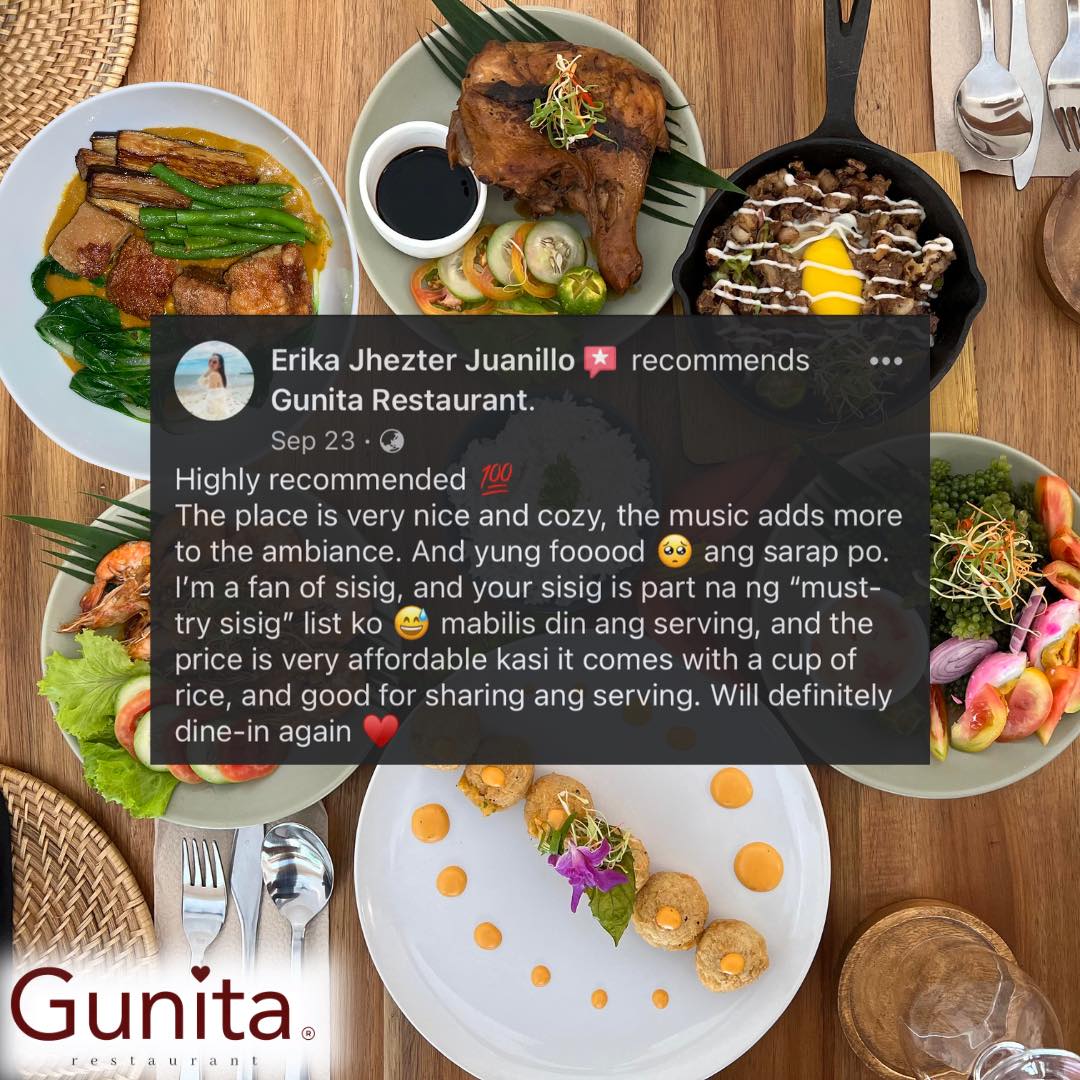 Erika Jhezter Juanillo recommends
Gunita Restaurant.
Sep 23 ·
Highly recommended 💯
The place is very nice and cozy, the music adds more
to the ambiance. And yung fooood 🥺 ang sarap po.
I'm a fan of sisig, and your sisig is part na ng “must-
try sisig” list ko 😅 mabilis din ang serving, and the
price is very affordable kasi it comes with a cup of
rice, and good for sharing ang serving. Will definitely
dine-in again ♥️
Gunita®
restaurant